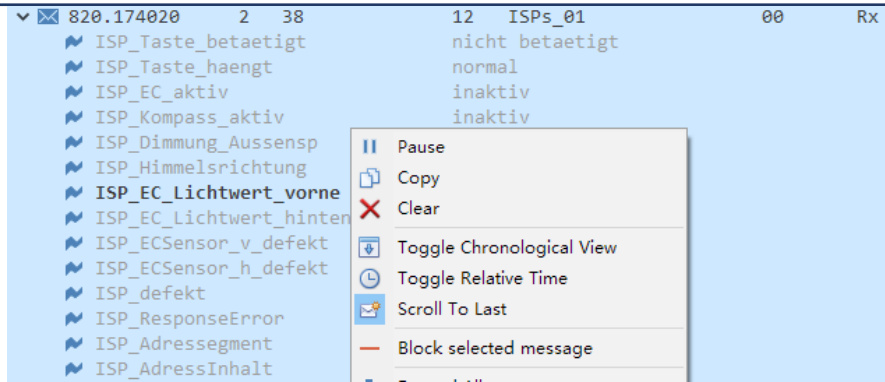 820.174020 2 38 12 ISPs_01 00 Rx
ISP_Taste_betaetigt nicht betaetigt
ISP_Taste_haengt normal
ISP_EC_aktiv inaktiv
ISP_Kompass_aktiv inaktiv
ISP_Dimmung_Aussensp
ISP_Himmelsrichtung
ISP_EC_Lichtwert_vorne
ISP_EC_Lichtwert_hinten
ISP_ECSensor_v_defekt
ISP_ECSensor_h_defekt
ISP_defekt
ISP_ResponseError
ISP_Adressegment
ISP_AdressInhalt
Pause
Copy
Clear
Toggle Chronological View
Toggle Relative Time
Scroll To Last
Block selected message